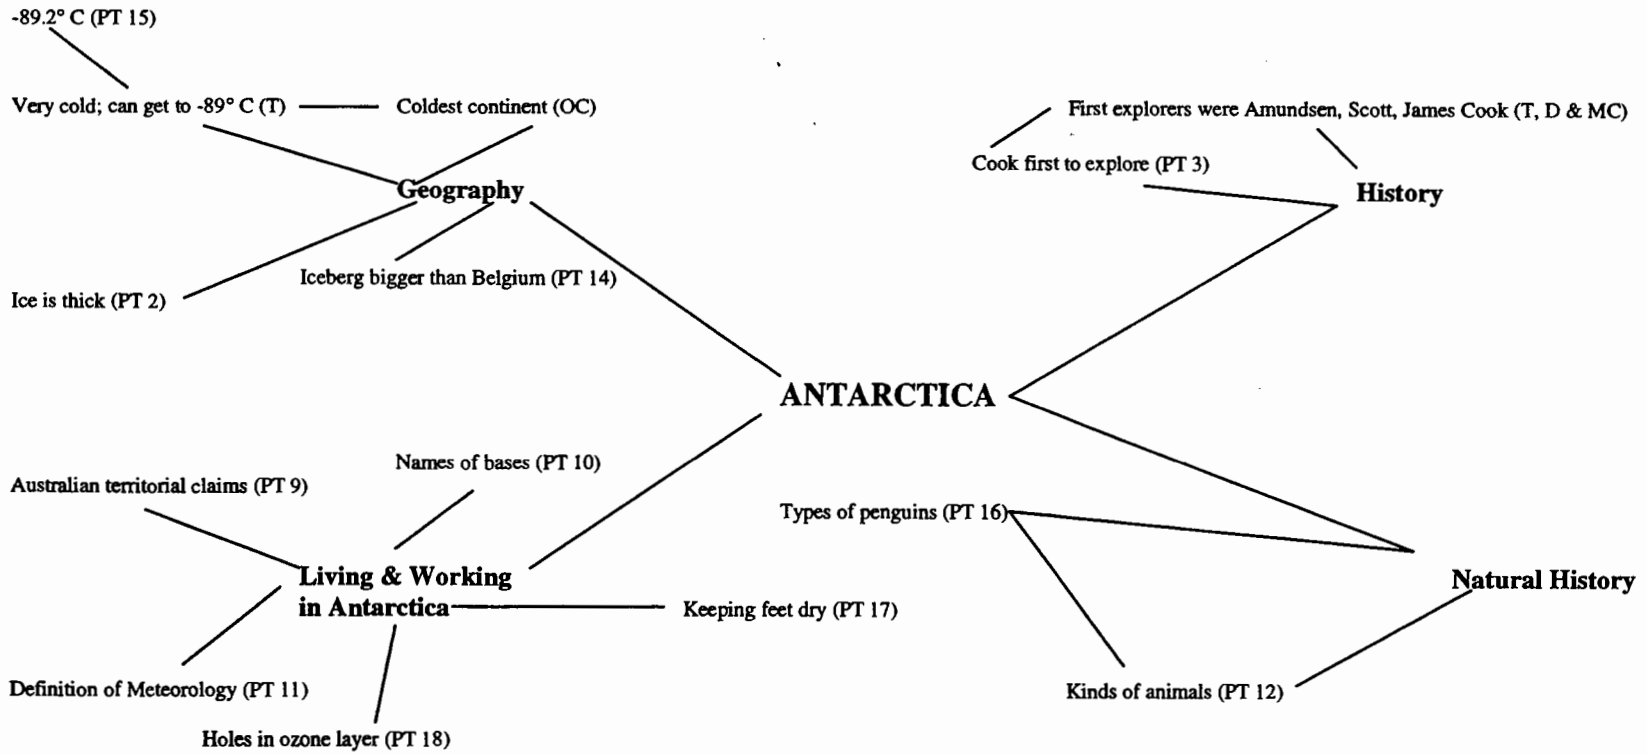 -89.2° C (PT 15)
Very cold; can get to -89° C (T)
Coldest continent (OC)
First explorers were Amundsen, Scott, James Cook (T, D & MC)
Cook first to explore (PT 3)
Geography
History
Iceberg bigger than Belgium (PT 14)
Ice is thick (PT 2)
ANTARCTICA
Names of bases (PT 10)
Australian territorial claims (PT 9)
Types of penguins (PT 16)
Living & Working
in Antarctica
Natural History
Keeping feet dry (PT 17)
Definition of Meteorology (PT 11)
Kinds of animals (PT 12)
Holes in ozone layer (PT 18)